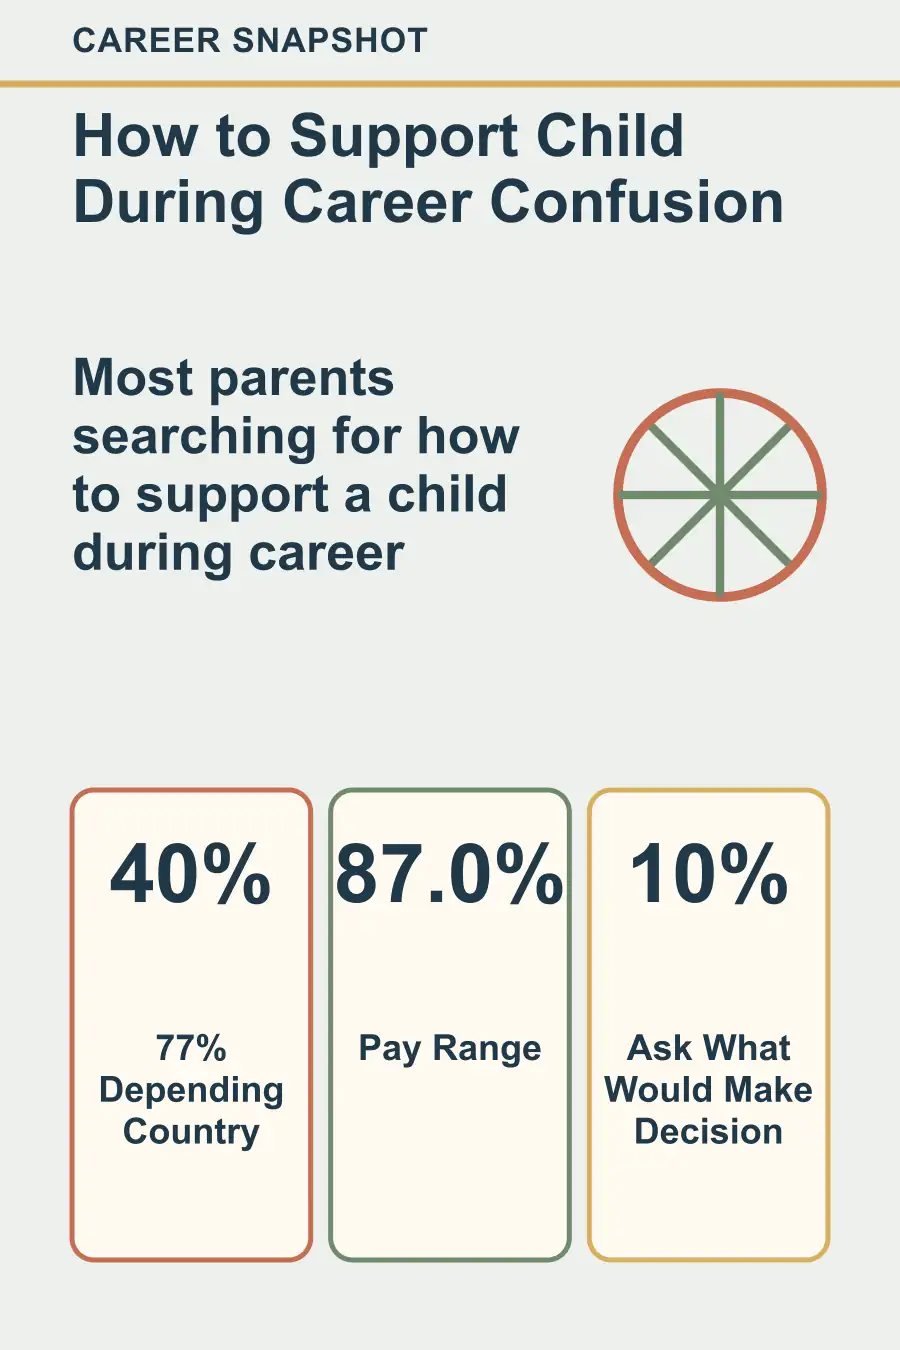 CAREER SNAPSHOT
How to Support Child
During Career Confusion
Most parents
searching for how
to support a child
during career
40%
77%
Depending
Country
87.0%
Pay Range
10%
Ask What
Would Make
Decision